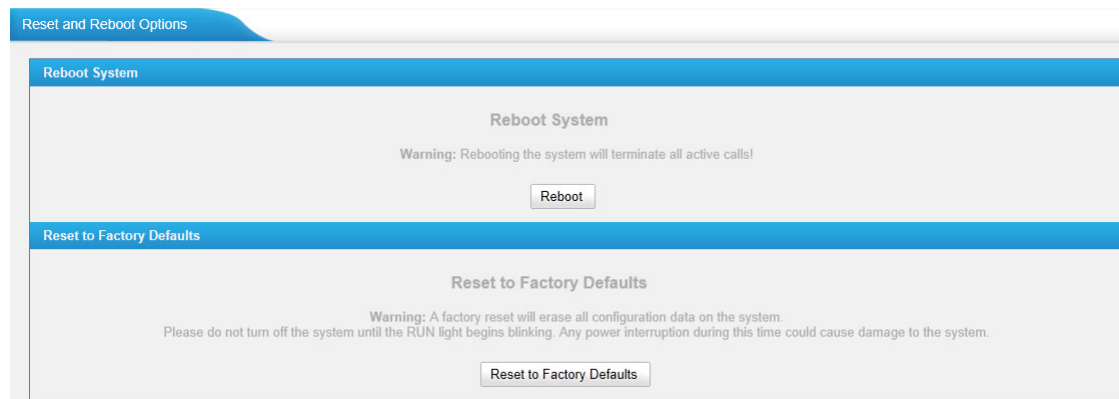 Reset and Reboot Options
Reboot System
Reboot System
Warning: Rebooting the system will terminate all active calls!
Reboot
Reset to Factory Defaults
Reset to Factory Defaults
Warning: A factory reset will erase all configuration data on the system.
Please do not turn off the system until the RUN light begins blinking. Any power interruption during this time could cause damage to the system.
Reset to Factory Defaults